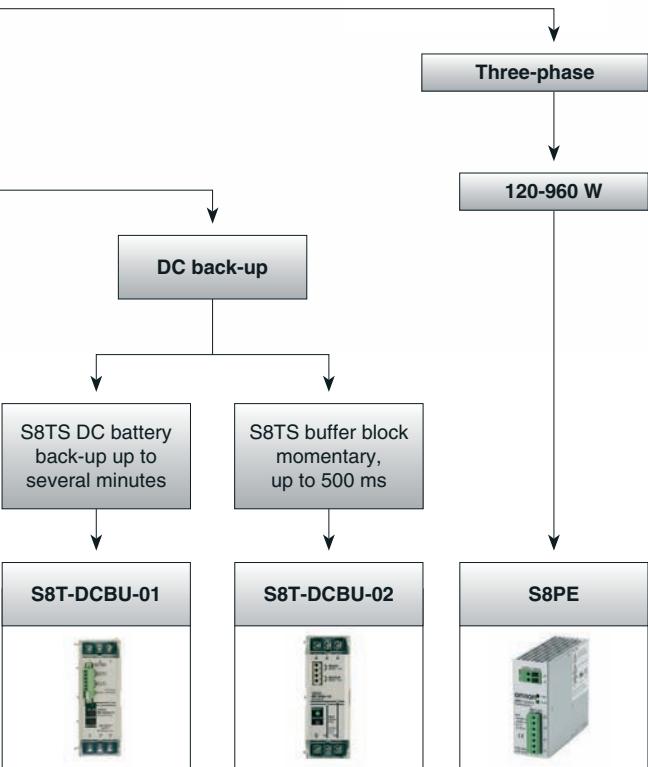 Three-phase
120-960 W
DC back-up
S8TS DC battery
back-up up to
several minutes
S8TS buffer block
momentary,
up to 500 ms
S8T-DCBU-01
S8T-DCBU-02
S8PE
omron